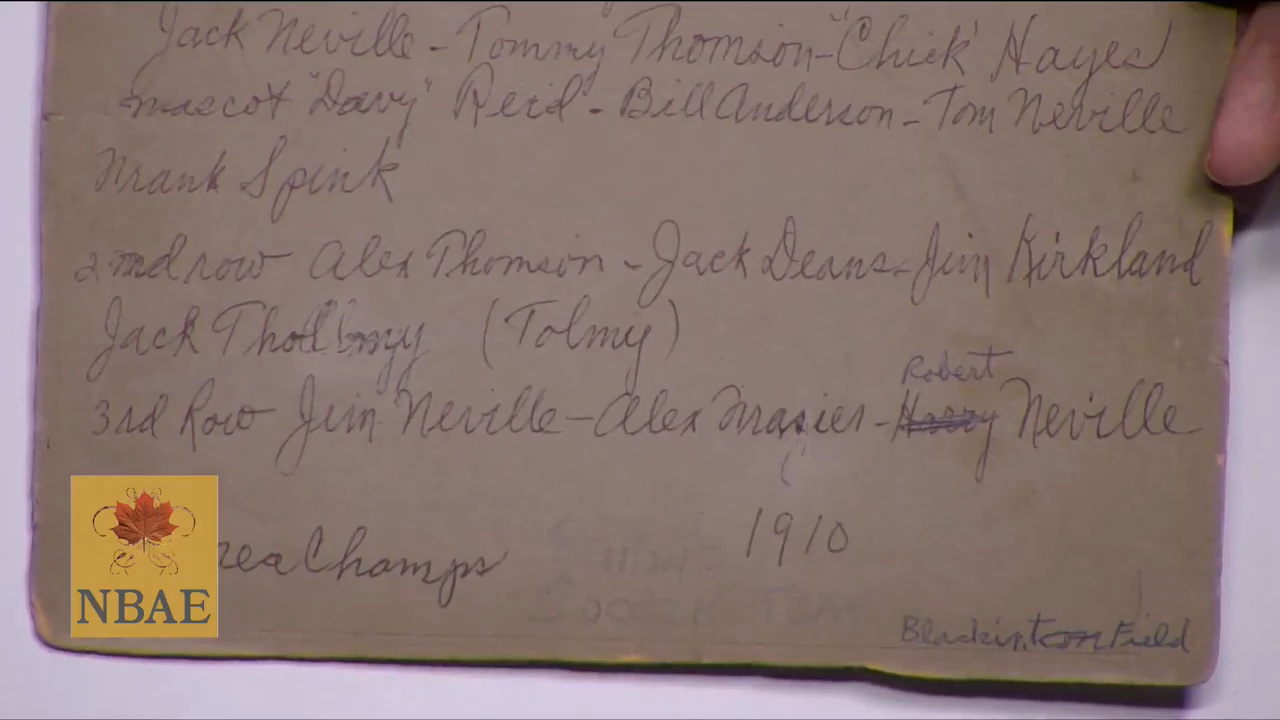 Jack Neville - Tommy Thomson - "Chick" Hayes
mascot "Davy" Reid - Bill Anderson - Tom Neville
Frank Spink
2nd row Alex Thomson - Jack Deans - Jim Kirkland
Jack (Tolmy)
Robert
3rd Row Jim Neville - Alex Frasier - Harry Neville
1910
rea Champs
Blackinton Field
NBAE